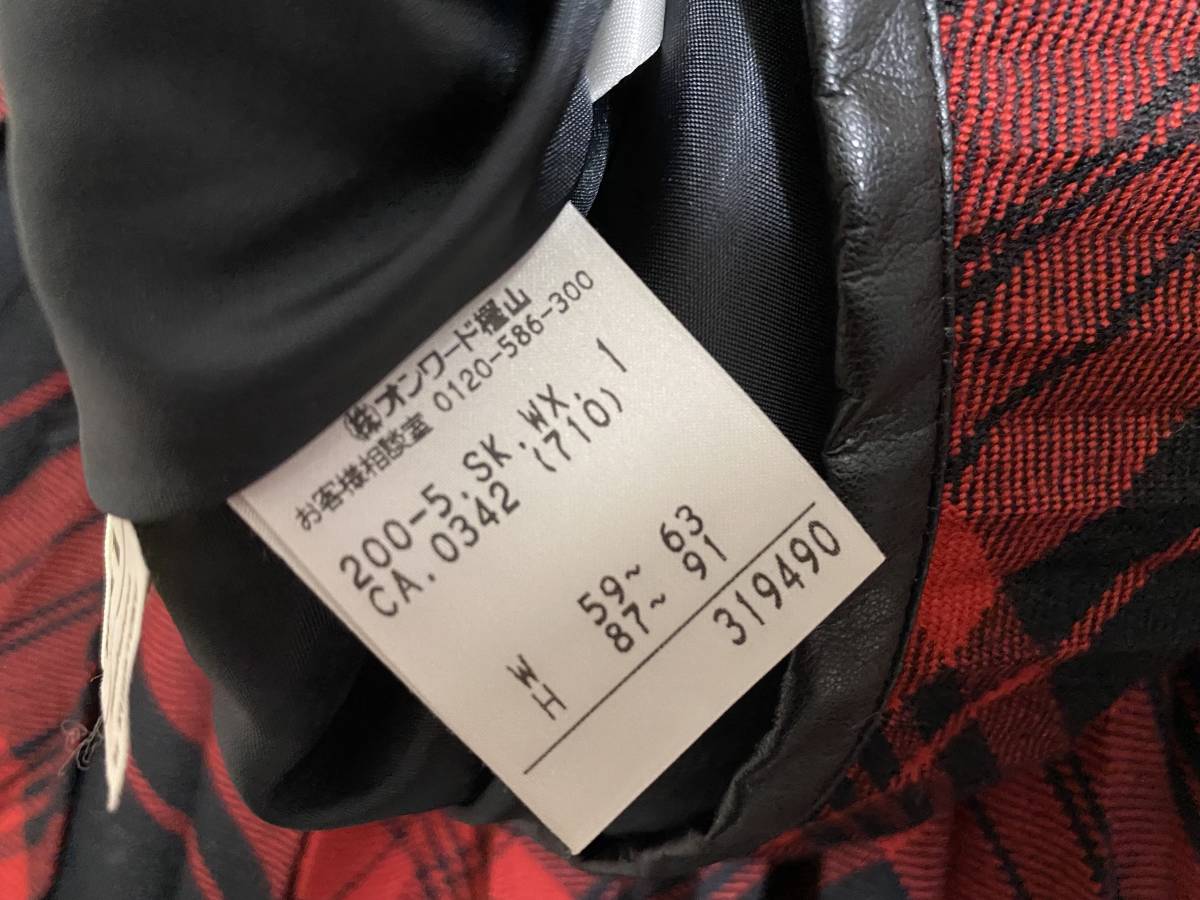 ㈱オンワード樫山
お客様相談室 0120-586-300
200-5.SK.WX. 1
CA.0342 (710)
W 59~ 63
H 87~ 91
319490